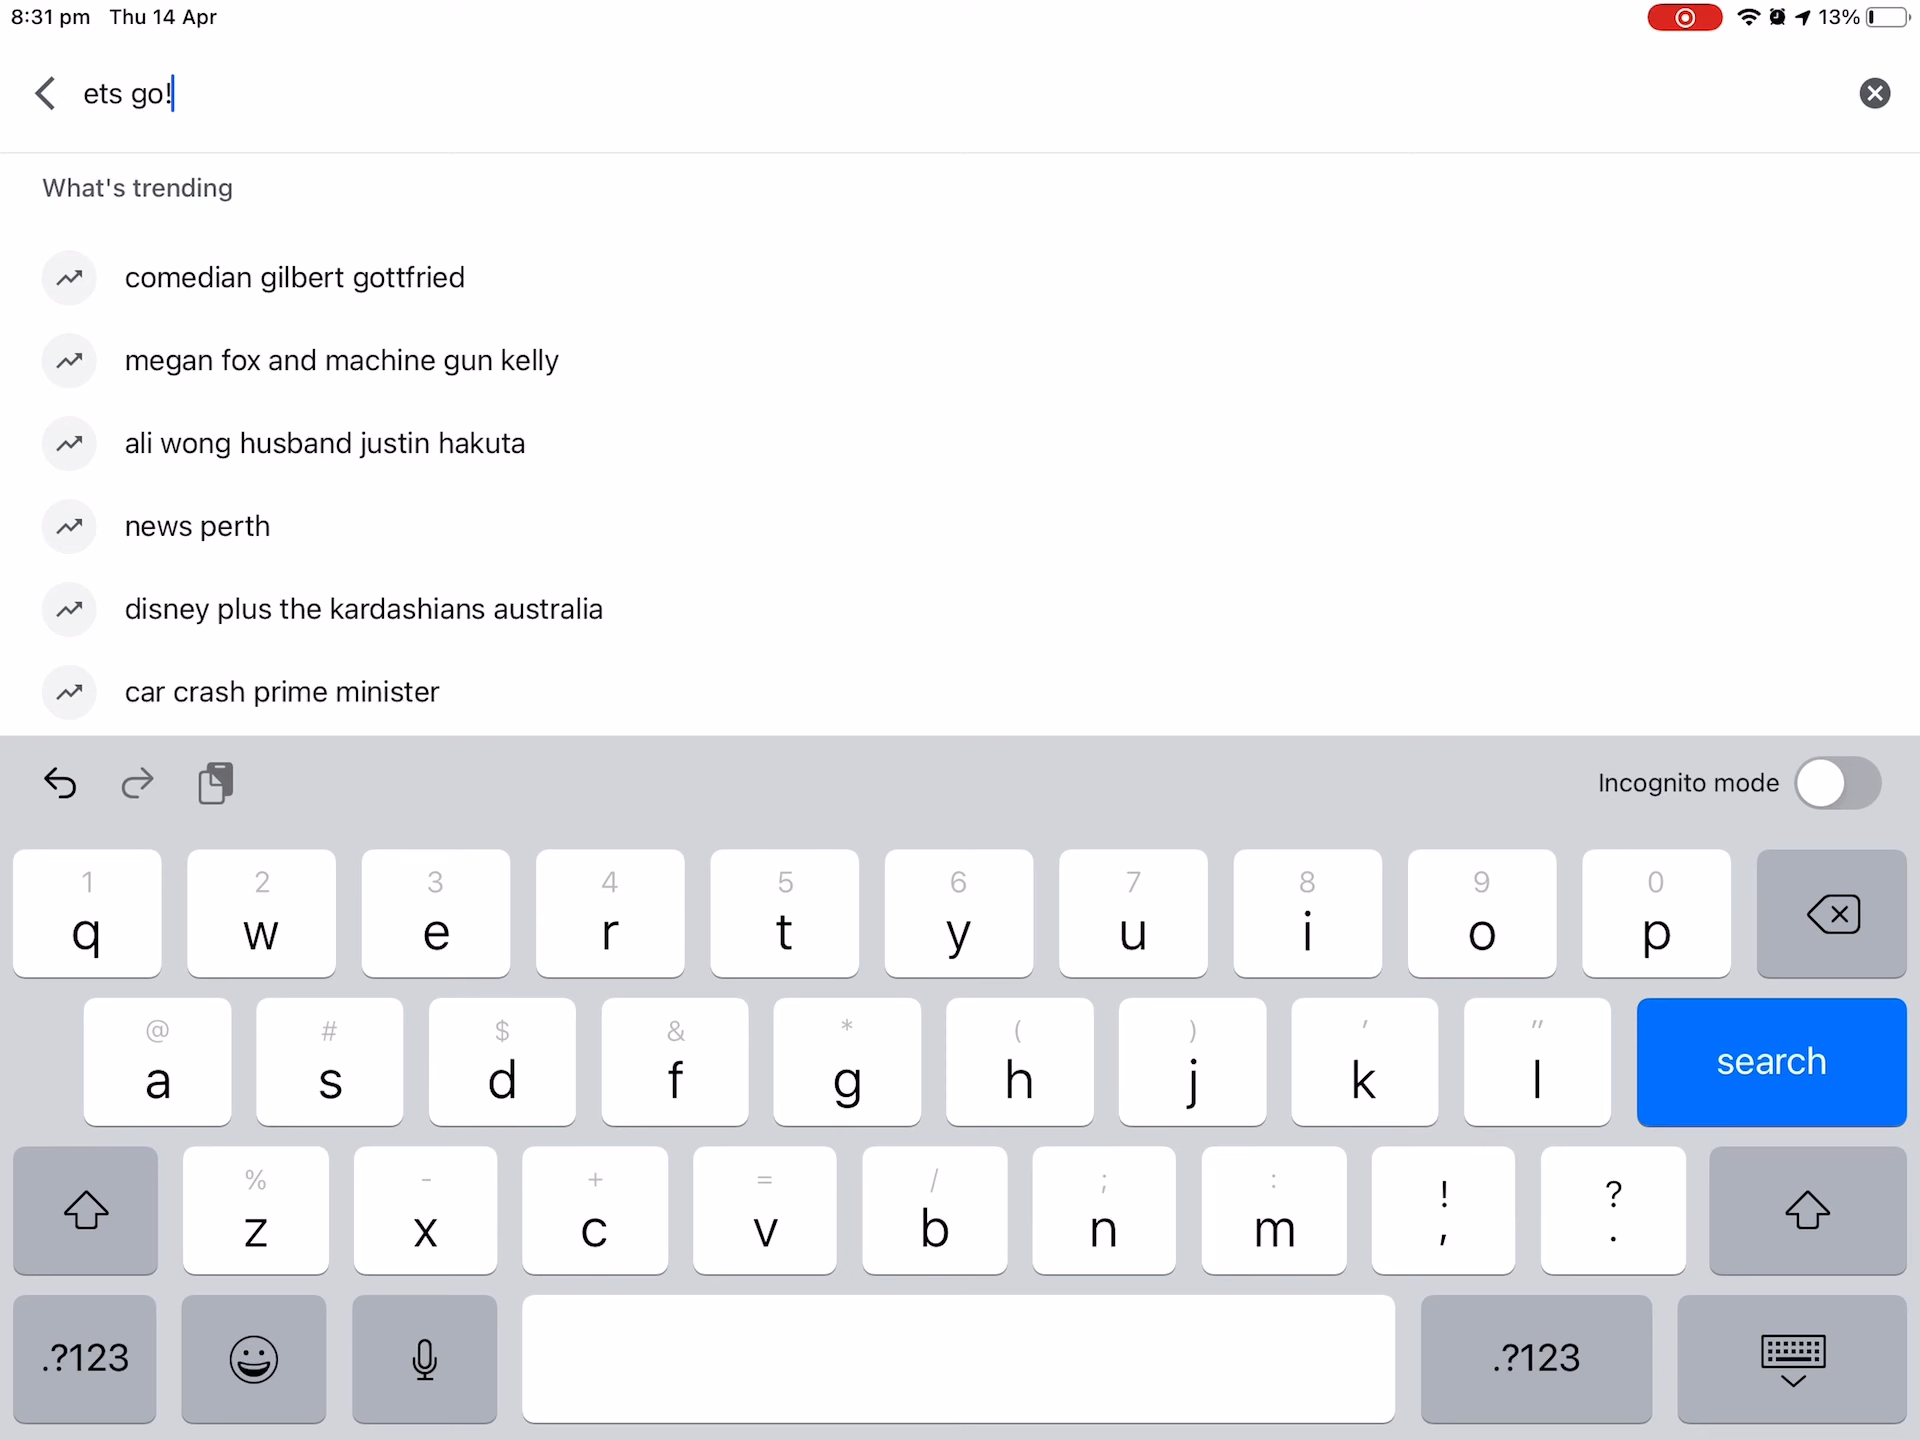 8:31 pm Thu 14 Apr 13%
ets go!
What's trending
comedian gilbert gottfried
megan fox and machine gun kelly
ali wong husband justin hakuta
news perth
disney plus the kardashians australia
car crash prime minister
Incognito mode
1 2 3 4 5 6 7 8 9 0
q w e r t y u i o p
@ # $ & * ( ) ' "
a s d f g h j k l search
% - + = / ; : ! ?
z x c v b n m , .
.?123 .?123